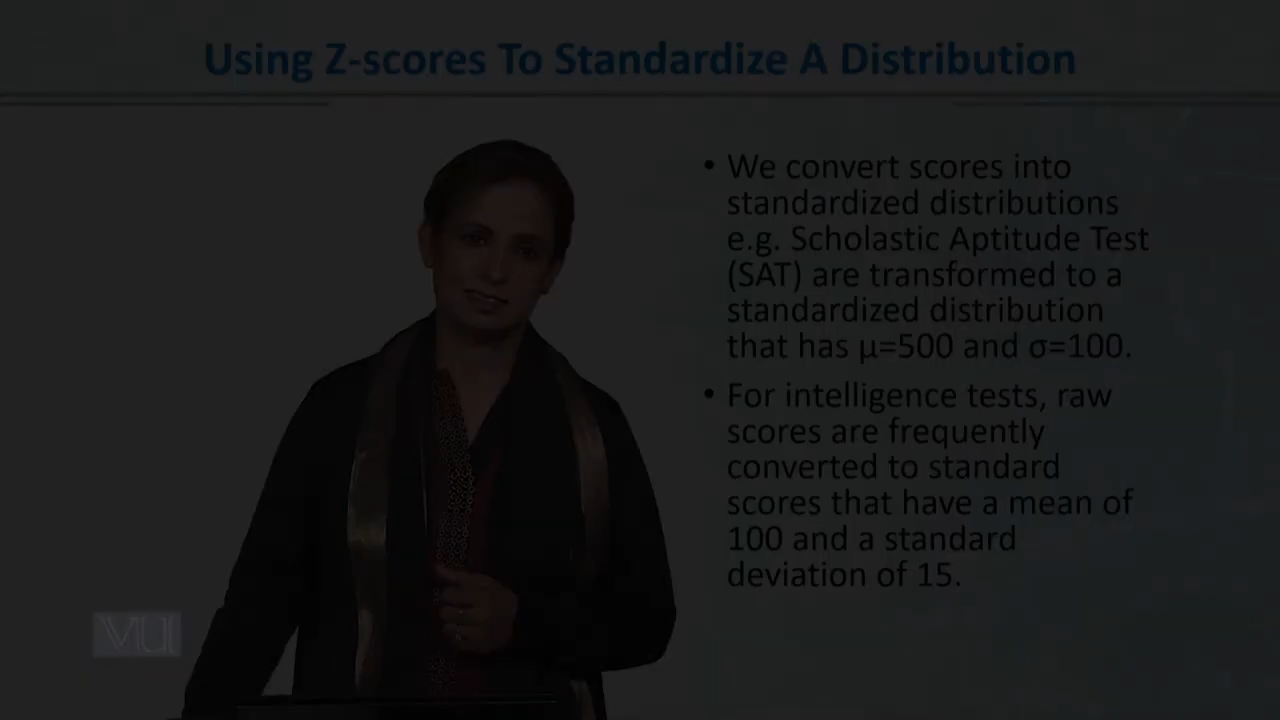 Using Z-scores To Standardize A Distribution
• We convert scores into
standardized distributions
e.g. Scholastic Aptitude Test
(SAT) are transformed to a
standardized distribution
that has μ=500 and σ=100.
• For intelligence tests, raw
scores are frequently
converted to standard
scores that have a mean of
100 and a standard
deviation of 15.
VU